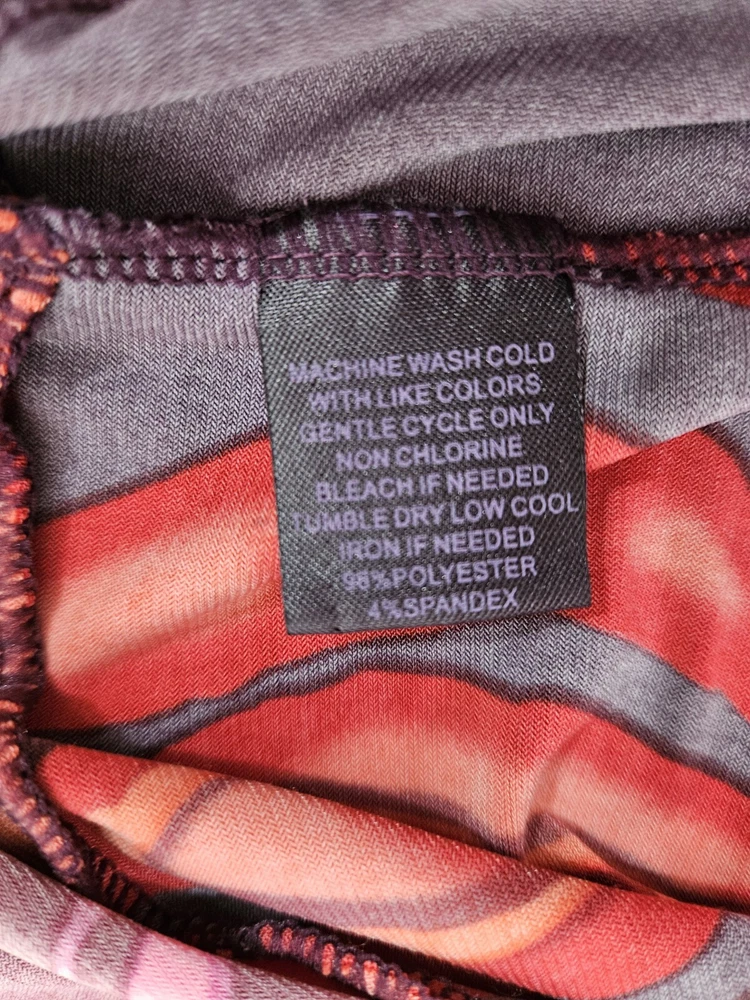 MACHINE WASH COLD
WITH LIKE COLORS
GENTLE CYCLE ONLY
NON CHLORINE
BLEACH IF NEEDED
TUMBLE DRY LOW COOL
IRON IF NEEDED
96%POLYESTER
4%SPANDEX